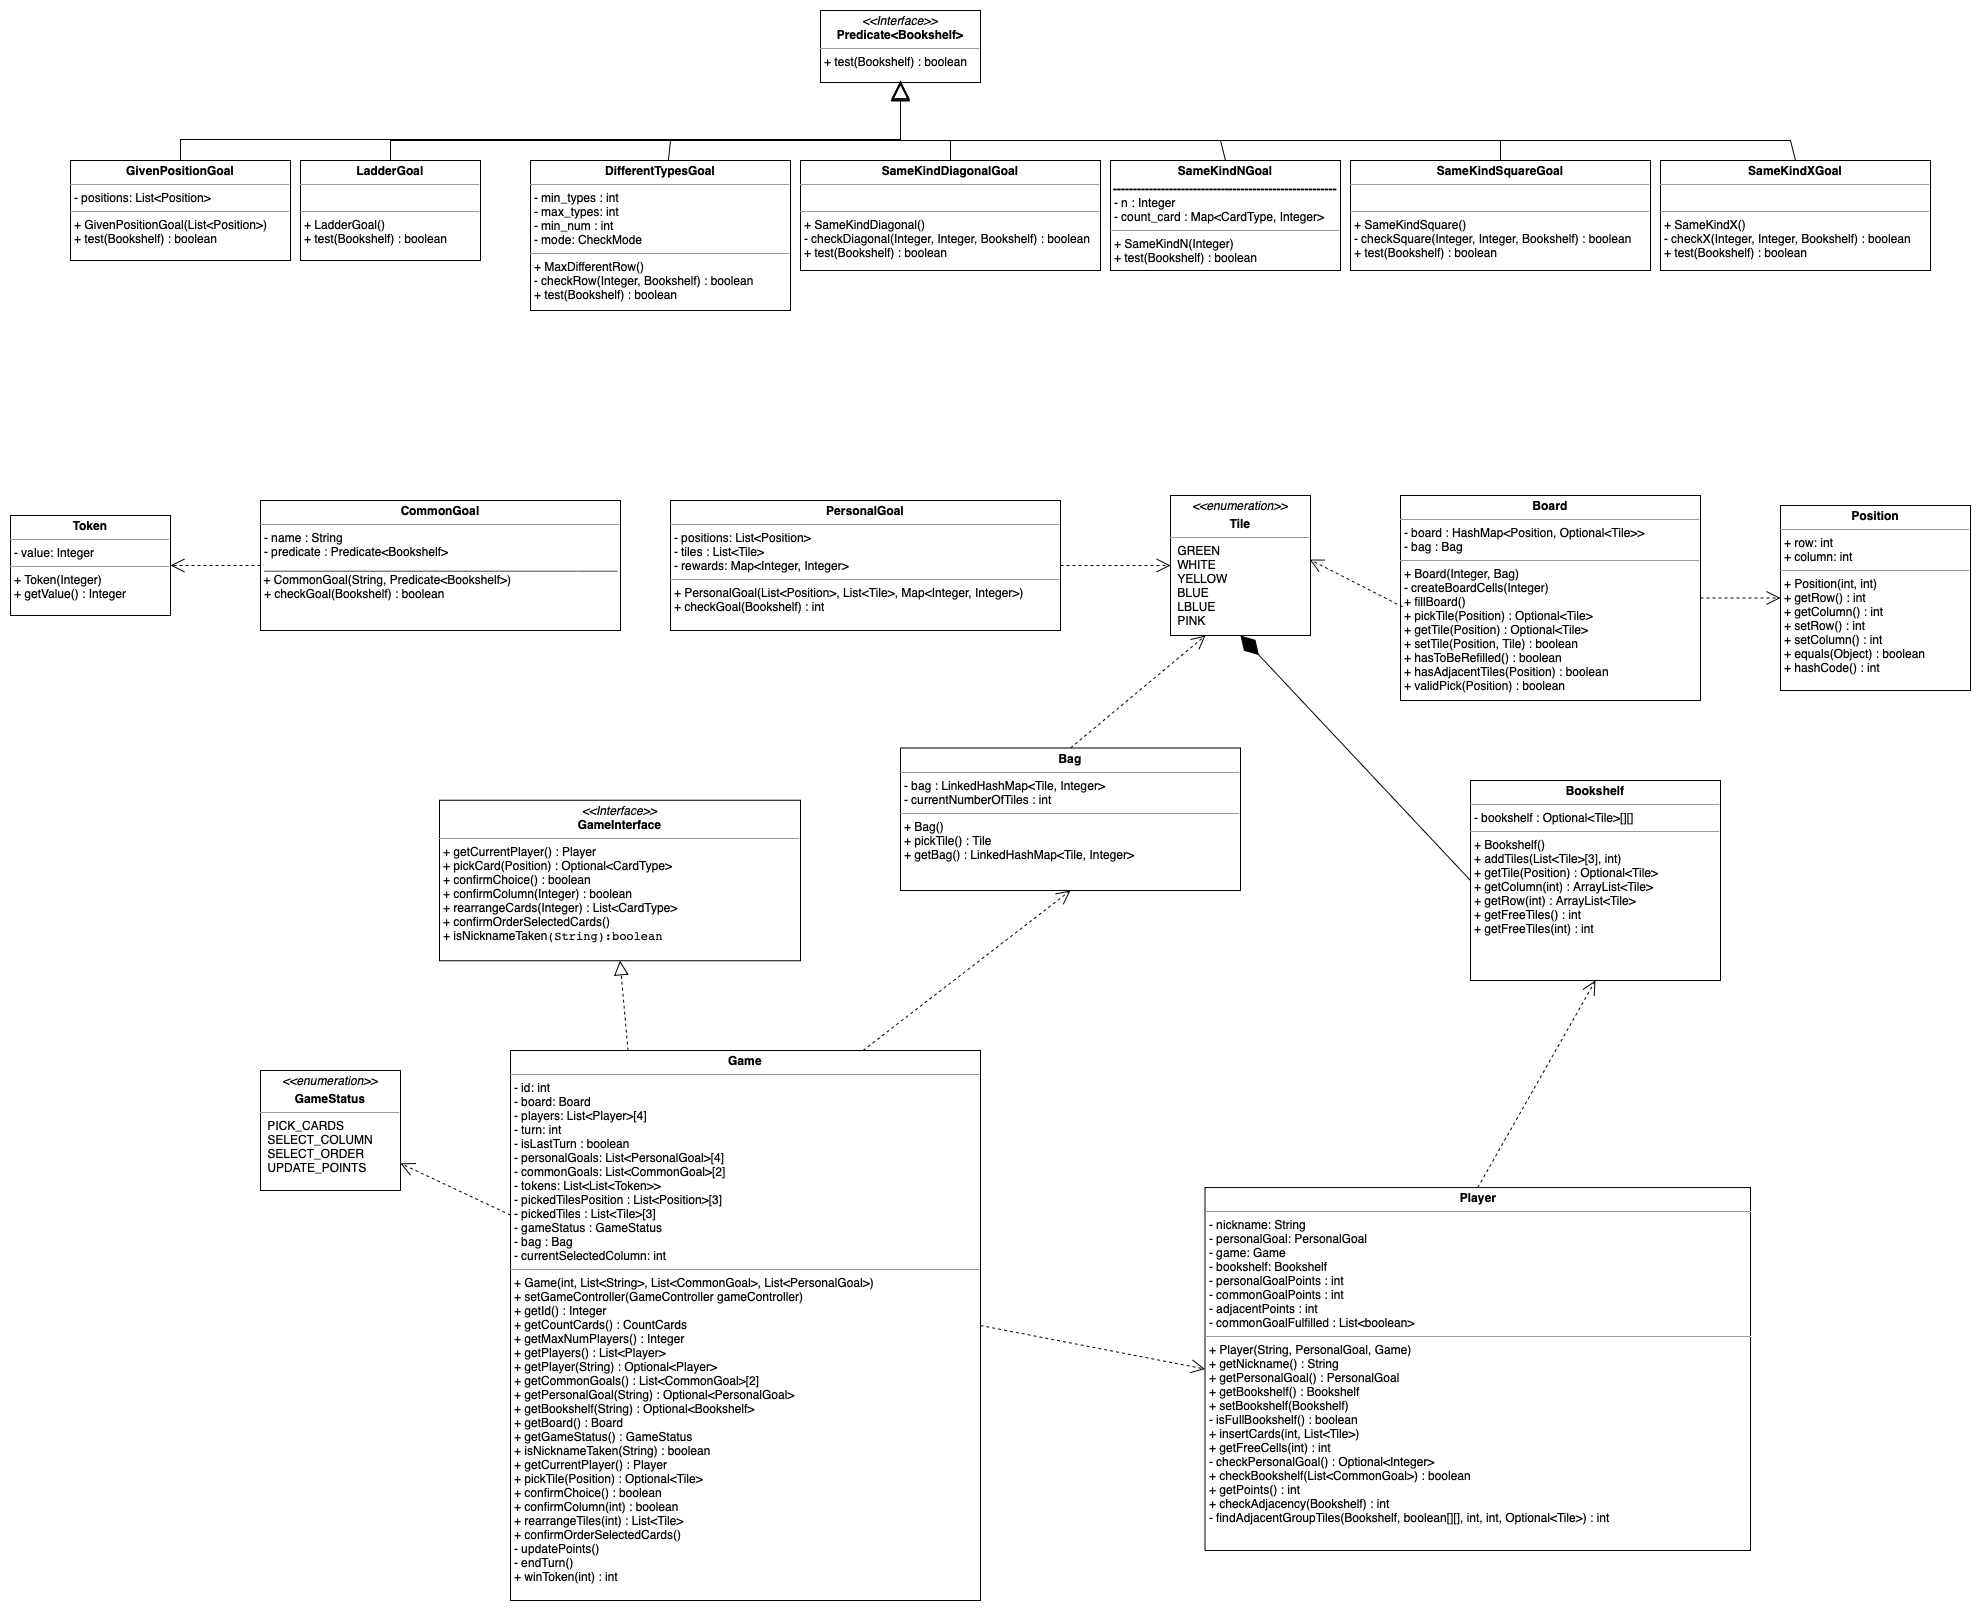 <<Interface>>
Predicate<Bookshelf>
+ test(Bookshelf) : boolean
GivenPositionGoal
- positions: List<Position>
+ GivenPositionGoal(List<Position>)
+ test(Bookshelf) : boolean
LadderGoal
+ LadderGoal()
+ test(Bookshelf) : boolean
DifferentTypesGoal
- min_types : int
- max_types: int
- min_num : int
- mode: CheckMode
+ MaxDifferentRow()
- checkRow(Integer, Bookshelf) : boolean
+ test(Bookshelf) : boolean
SameKindDiagonalGoal
+ SameKindDiagonal()
- checkDiagonal(Integer, Integer, Bookshelf) : boolean
+ test(Bookshelf) : boolean
SameKindNGoal
- n : Integer
- count_card : Map<CardType, Integer>
+ SameKindN(Integer)
+ test(Bookshelf) : boolean
SameKindSquareGoal
+ SameKindSquare()
- checkSquare(Integer, Integer, Bookshelf) : boolean
+ test(Bookshelf) : boolean
SameKindXGoal
+ SameKindX()
- checkX(Integer, Integer, Bookshelf) : boolean
+ test(Bookshelf) : boolean
Token
- value: Integer
+ Token(Integer)
+ getValue() : Integer
CommonGoal
- name : String
- predicate : Predicate<Bookshelf>
+ CommonGoal(String, Predicate<Bookshelf>)
+ checkGoal(Bookshelf) : boolean
PersonalGoal
- positions: List<Position>
- tiles : List<Tile>
- rewards: Map<Integer, Integer>
+ PersonalGoal(List<Position>, List<Tile>, Map<Integer, Integer>)
+ checkGoal(Bookshelf) : int
<<enumeration>>
Tile
GREEN
WHITE
YELLOW
BLUE
LBLUE
PINK
Board
- board : HashMap<Position, Optional<Tile>>
- bag : Bag
+ Board(Integer, Bag)
- createBoardCells(Integer)
+ fillBoard()
+ pickTile(Position) : Optional<Tile>
+ getTile(Position) : Optional<Tile>
+ setTile(Position, Tile) : boolean
+ hasToBeRefilled() : boolean
+ hasAdjacentTiles(Position) : boolean
+ validPick(Position) : boolean
Position
+ row: int
+ column: int
+ Position(int, int)
+ getRow() : int
+ getColumn() : int
+ setRow() : int
+ setColumn() : int
+ equals(Object) : boolean
+ hashCode() : int
Bag
- bag : LinkedHashMap<Tile, Integer>
- currentNumberOfTiles : int
+ Bag()
+ pickTile() : Tile
+ getBag() : LinkedHashMap<Tile, Integer>
Bookshelf
- bookshelf : Optional<Tile>[][]
+ Bookshelf()
+ addTiles(List<Tile>[3], int)
+ getTile(Position) : Optional<Tile>
+ getColumn(int) : ArrayList<Tile>
+ getRow(int) : ArrayList<Tile>
+ getFreeTiles() : int
+ getFreeTiles(int) : int
<<Interface>>
GameInterface
+ getCurrentPlayer() : Player
+ pickCard(Position) : Optional<CardType>
+ confirmChoice() : boolean
+ confirmColumn(Integer) : boolean
+ rearrangeCards(Integer) : List<CardType>
+ confirmOrderSelectedCards()
+ isNicknameTaken(String):boolean
<<enumeration>>
GameStatus
PICK_CARDS
SELECT_COLUMN
SELECT_ORDER
UPDATE_POINTS
Game
- id: int
- board: Board
- players: List<Player>[4]
- turn: int
- isLastTurn : boolean
- personalGoals: List<PersonalGoal>[4]
- commonGoals: List<CommonGoal>[2]
- tokens: List<List<Token>>
- pickedTilesPosition : List<Position>[3]
- pickedTiles : List<Tile>[3]
- gameStatus : GameStatus
- bag : Bag
- currentSelectedColumn: int
+ Game(int, List<String>, List<CommonGoal>, List<PersonalGoal>)
+ setGameController(GameController gameController)
+ getId() : Integer
+ getCountCards() : CountCards
+ getMaxNumPlayers() : Integer
+ getPlayers() : List<Player>
+ getPlayer(String) : Optional<Player>
+ getCommonGoals() : List<CommonGoal>[2]
+ getPersonalGoal(String) : Optional<PersonalGoal>
+ getBookshelf(String) : Optional<Bookshelf>
+ getBoard() : Board
+ getGameStatus() : GameStatus
+ isNicknameTaken(String) : boolean
+ getCurrentPlayer() : Player
+ pickTile(Position) : Optional<Tile>
+ confirmChoice() : boolean
+ confirmColumn(int) : boolean
+ rearrangeTiles(int) : List<Tile>
+ confirmOrderSelectedCards()
- updatePoints()
- endTurn()
+ winToken(int) : int
Player
- nickname: String
- personalGoal: PersonalGoal
- game: Game
- bookshelf: Bookshelf
- personalGoalPoints : int
- commonGoalPoints : int
- adjacentPoints : int
- commonGoalFulfilled : List<boolean>
+ Player(String, PersonalGoal, Game)
+ getNickname() : String
+ getPersonalGoal() : PersonalGoal
+ getBookshelf() : Bookshelf
+ setBookshelf(Bookshelf)
- isFullBookshelf() : boolean
+ insertCards(int, List<Tile>)
+ getFreeCells(int) : int
- checkPersonalGoal() : Optional<Integer>
+ checkBookshelf(List<CommonGoal>) : boolean
+ getPoints() : int
+ checkAdjacency(Bookshelf) : int
- findAdjacentGroupTiles(Bookshelf, boolean[][], int, int, Optional<Tile>) : int